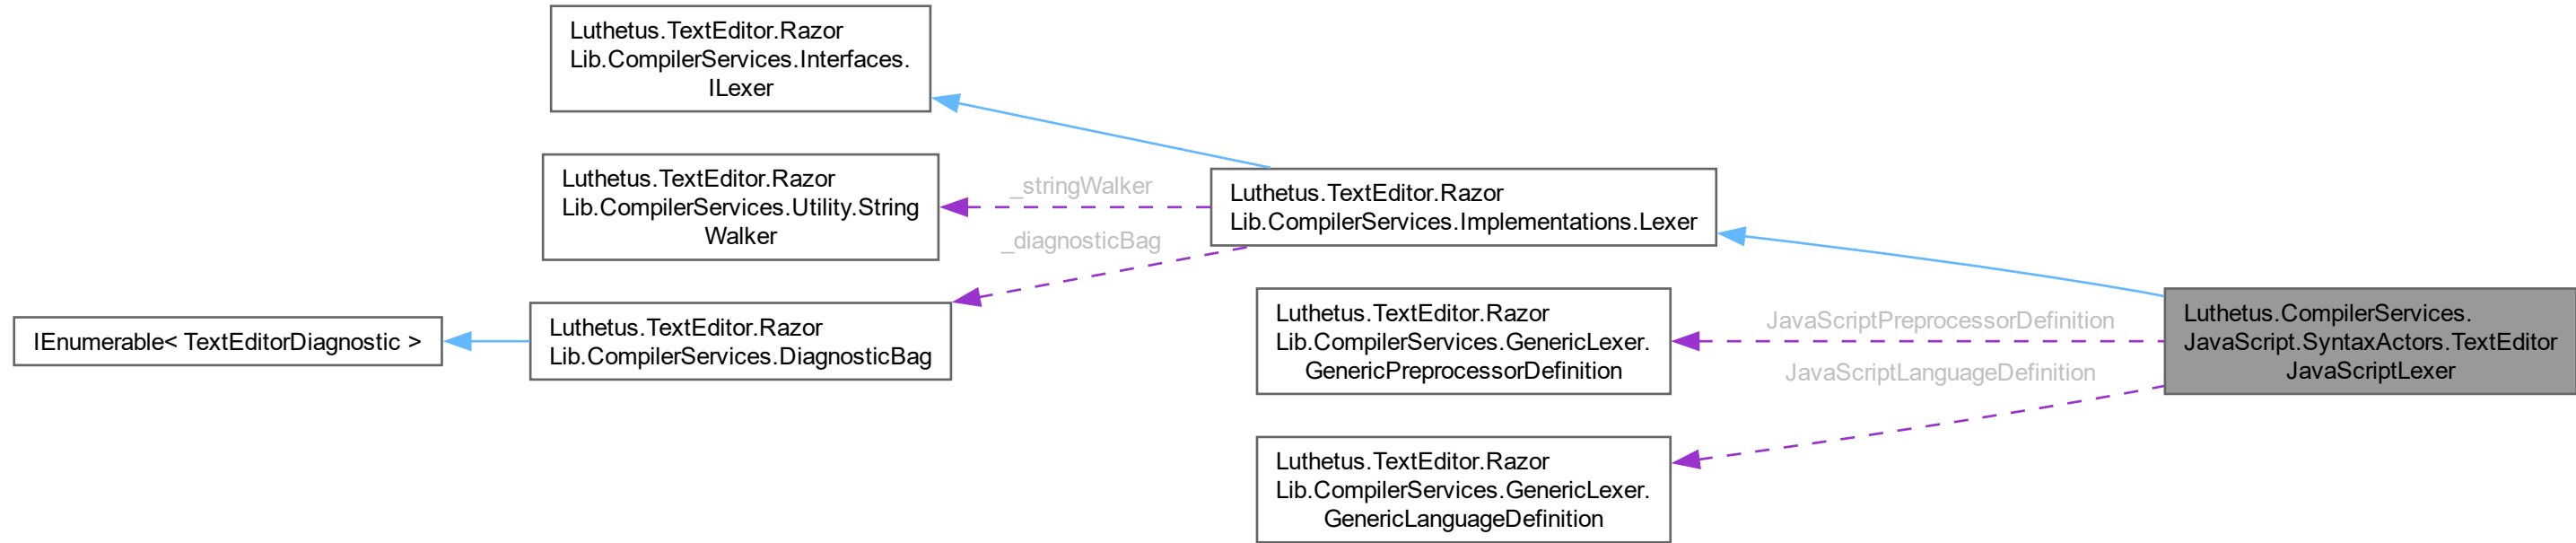 Luthetus.TextEditor.Razor
Lib.CompilerServices.Interfaces.
ILexer
Luthetus.TextEditor.Razor
Lib.CompilerServices.Utility.String
Walker
_stringWalker
Luthetus.TextEditor.Razor
Lib.CompilerServices.Implementations.Lexer
_diagnosticBag
IEnumerable< TextEditorDiagnostic >
Luthetus.TextEditor.Razor
Lib.CompilerServices.DiagnosticBag
Luthetus.TextEditor.Razor
Lib.CompilerServices.GenericLexer.
GenericPreprocessorDefinition
JavaScriptPreprocessorDefinition
JavaScriptLanguageDefinition
Luthetus.CompilerServices.
JavaScript.SyntaxActors.TextEditor
JavaScriptLexer
Luthetus.TextEditor.Razor
Lib.CompilerServices.GenericLexer.
GenericLanguageDefinition